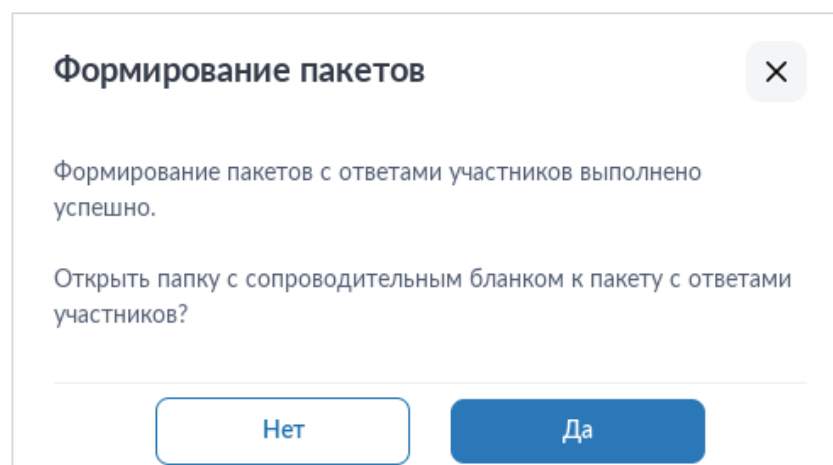 Формирование пакетов
Формирование пакетов с ответами участников выполнено
успешно.
Открыть папку с сопроводительным бланком к пакету с ответами
участников?
Нет
Да